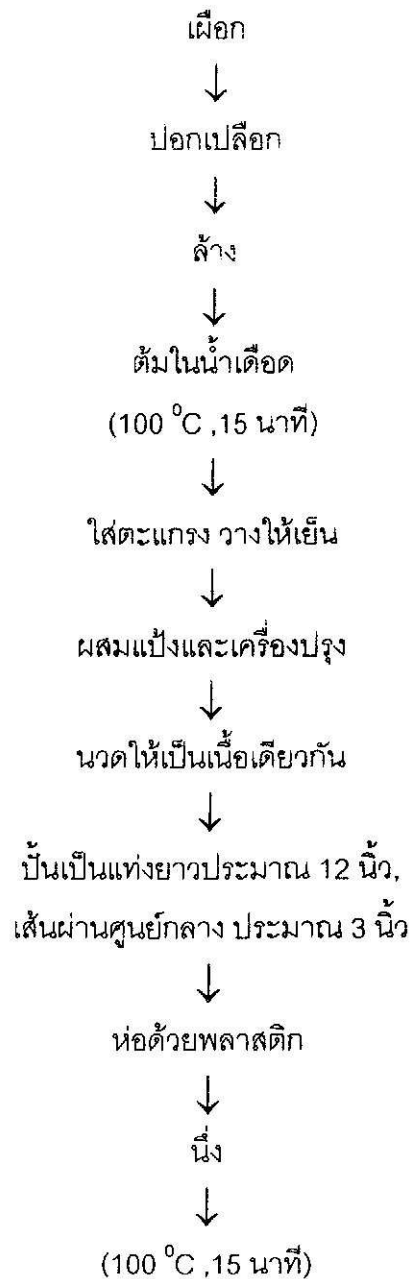 เผือก
↓
ปอกเปลือก
↓
ล้าง
↓
ต้มในน้ำเดือด
(100 ⁰C ,15 นาที)
↓
ใส่ตะแกรง วางให้เย็น
↓
ผสมแป้งและเครื่องปรุง
↓
นวดให้เป็นเนื้อเดียวกัน
↓
ปั้นเป็นแท่งยาวประมาณ 12 นิ้ว,
เส้นผ่านศูนย์กลาง ประมาณ 3 นิ้ว
↓
ห่อด้วยพลาสติก
↓
นึ่ง
↓
(100 ⁰C ,15 นาที)